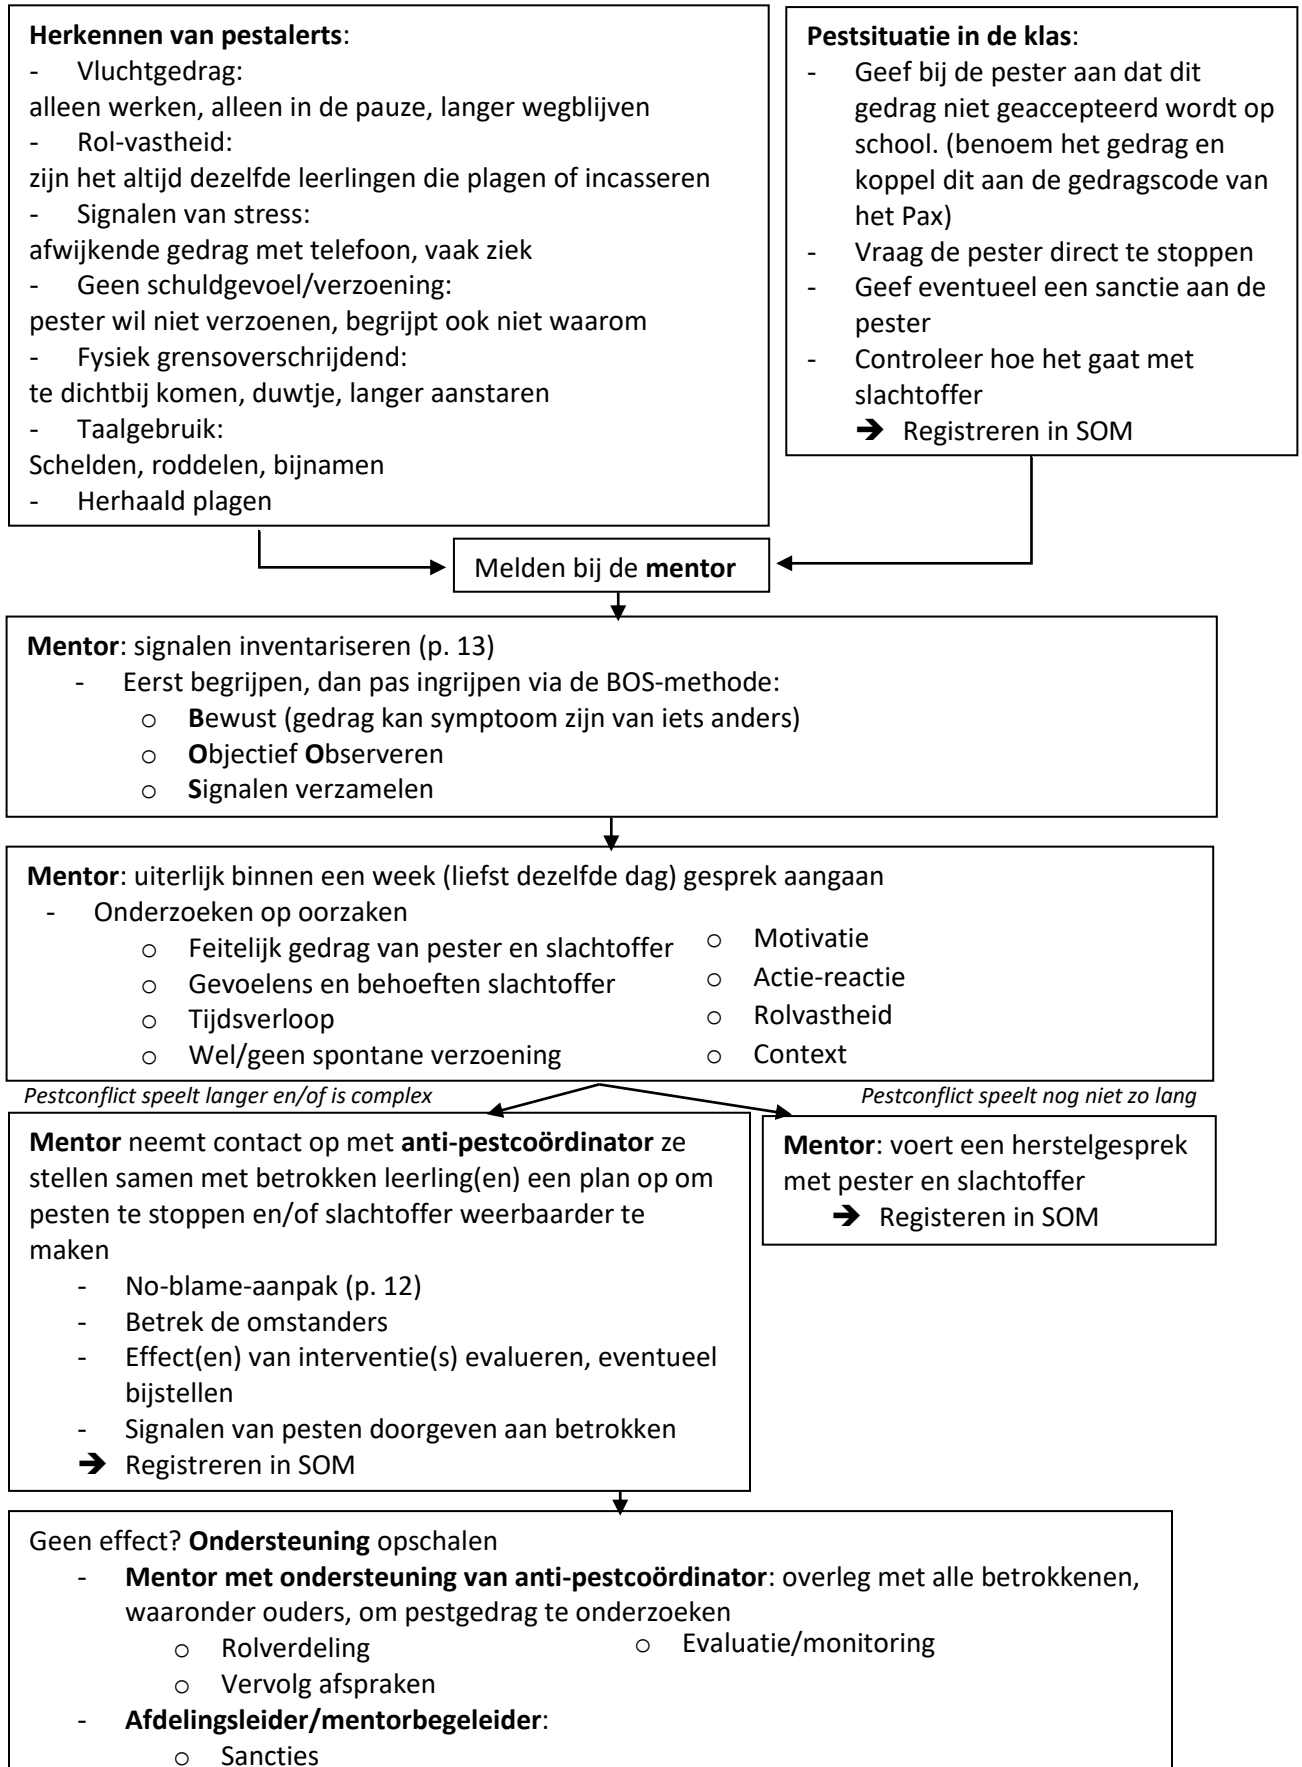 Herkennen van pestalerts:
- Vluchtgedrag:
alleen werken, alleen in de pauze, langer wegblijven
- Rol-vastheid:
zijn het altijd dezelfde leerlingen die plagen of incasseren
- Signalen van stress:
afwijkende gedrag met telefoon, vaak ziek
- Geen schuldgevoel/verzoening:
pester wil niet verzoenen, begrijpt ook niet waarom
- Fysiek grensoverschrijdend:
te dichtbij komen, duwtje, langer aanstaren
- Taalgebruik:
Schelden, roddelen, bijnamen
- Herhaald plagen
Pestsituatie in de klas:
- Geef bij de pester aan dat dit
gedrag niet geaccepteerd wordt op
school. (benoem het gedrag en
koppel dit aan de gedragscode van
het Pax)
- Vraag de pester direct te stoppen
- Geef eventueel een sanctie aan de
pester
- Controleer hoe het gaat met
slachtoffer
➔ Registreren in SOM
Melden bij de mentor
Mentor: signalen inventariseren (p. 13)
- Eerst begrijpen, dan pas ingrijpen via de BOS-methode:
o Bewust (gedrag kan symptoom zijn van iets anders)
o Objectief Observeren
o Signalen verzamelen
Mentor: uiterlijk binnen een week (liefst dezelfde dag) gesprek aangaan
- Onderzoeken op oorzaken
o Feitelijk gedrag van pester en slachtoffer
o Gevoelens en behoeften slachtoffer
o Tijdsverloop
o Wel/geen spontane verzoening
o Motivatie
o Actie-reactie
o Rolvastheid
o Context
Pestconflict speelt langer en/of is complex
Mentor neemt contact op met anti-pestcoördinator ze
stellen samen met betrokken leerling(en) een plan op om
pesten te stoppen en/of slachtoffer weerbaarder te
maken
- No-blame-aanpak (p. 12)
- Betrek de omstanders
- Effect(en) van interventie(s) evalueren, eventueel
bijstellen
- Signalen van pesten doorgeven aan betrokken
➔ Registreren in SOM
Pestconflict speelt nog niet zo lang
Mentor: voert een herstelgesprek
met pester en slachtoffer
➔ Registeren in SOM
Geen effect? Ondersteuning opschalen
- Mentor met ondersteuning van anti-pestcoördinator: overleg met alle betrokkenen,
waaronder ouders, om pestgedrag te onderzoeken
o Rolverdeling
o Vervolg afspraken
o Evaluatie/monitoring
- Afdelingsleider/mentorbegeleider:
o Sancties